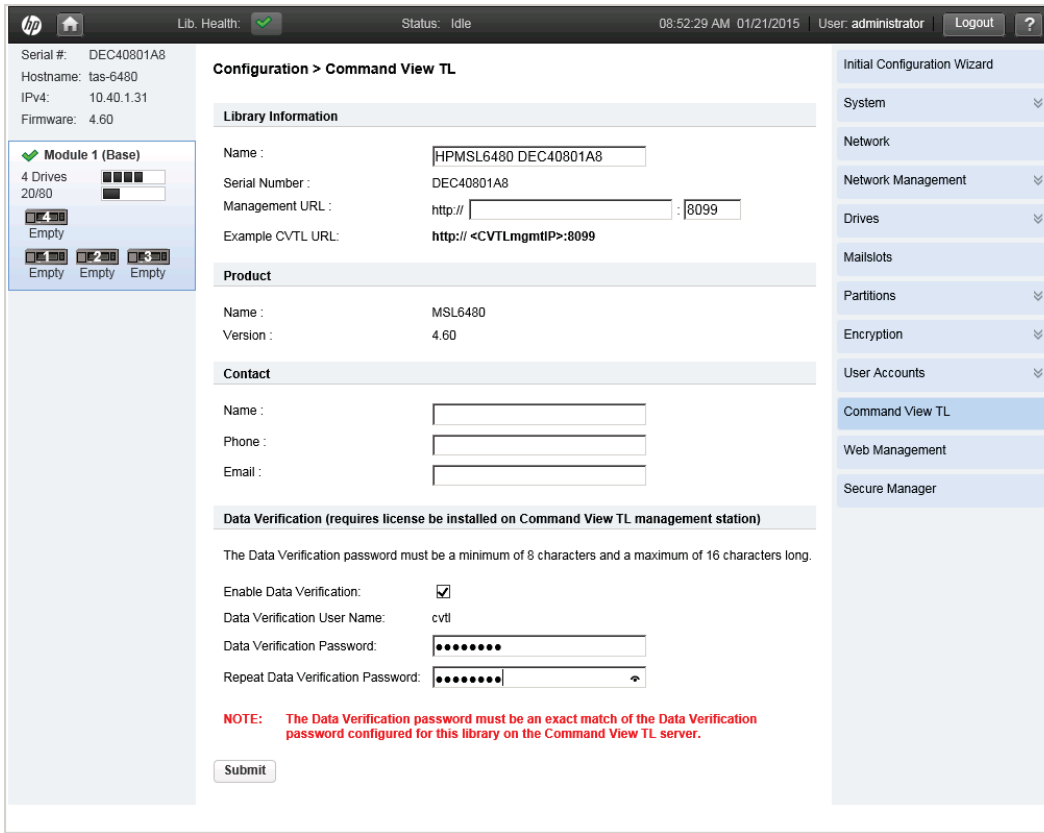 hp Lib. Health: Status: Idle 08:52:29 AM 01/21/2015 User: administrator Logout ?
Serial #: DEC40801A8
Hostname: tas-6480
IPv4: 10.40.1.31
Firmware: 4.60
Module 1 (Base)
4 Drives
20/80
4
Empty
1 2 3
Empty Empty Empty
Configuration > Command View TL
Library Information
Name : HPMSL6480 DEC40801A8
Serial Number : DEC40801A8
Management URL : http:// : 8099
Example CVTL URL: http:// <CVTLmgmtIP>:8099
Product
Name : MSL6480
Version : 4.60
Contact
Name :
Phone :
Email :
Data Verification (requires license be installed on Command View TL management station)
The Data Verification password must be a minimum of 8 characters and a maximum of 16 characters long.
Enable Data Verification:
Data Verification User Name: cvtl
Data Verification Password: ••••••••
Repeat Data Verification Password: ••••••••
NOTE: The Data Verification password must be an exact match of the Data Verification
password configured for this library on the Command View TL server.
Submit
Initial Configuration Wizard
System
Network
Network Management
Drives
Mailslots
Partitions
Encryption
User Accounts
Command View TL
Web Management
Secure Manager